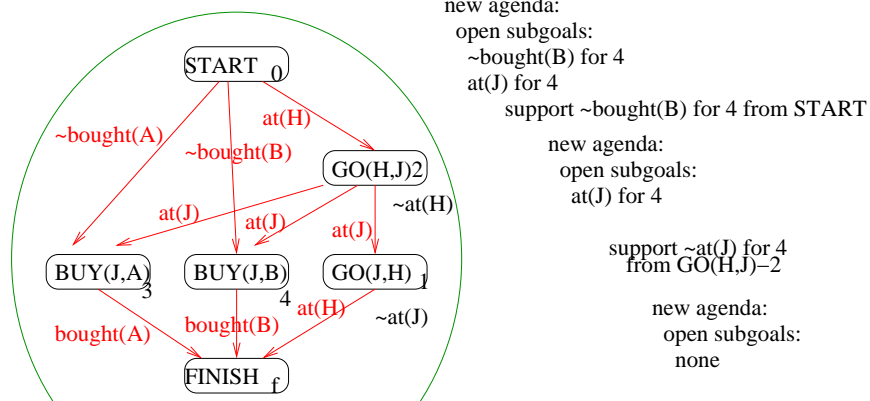 new agenda:
open subgoals:
~bought(B) for 4
at(J) for 4
support ~bought(B) for 4 from START
new agenda:
open subgoals:
at(J) for 4
support ~at(J) for 4
from GO(H,J)−2
new agenda:
open subgoals:
none
START 0
~bought(A)
~bought(B)
at(H)
GO(H,J)2
~at(H)
at(J)
at(J)
at(J)
BUY(J,A) 3
BUY(J,B) 4
GO(J,H) 1
~at(J)
bought(A)
bought(B)
at(H)
FINISH f